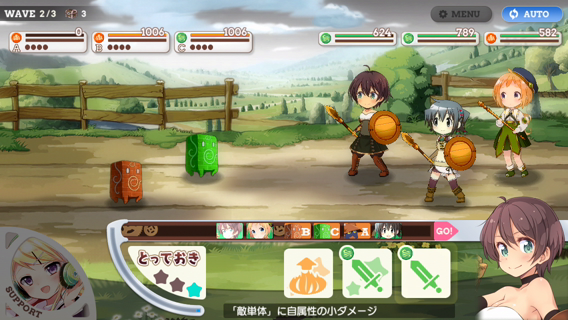 WAVE 2/3 3
MENU
AUTO
0
1006
1006
624
789
582
A
B
C
B
C
A
GO!
とっておき
SUPPORT
「敵単体」に自属性の小ダメージ